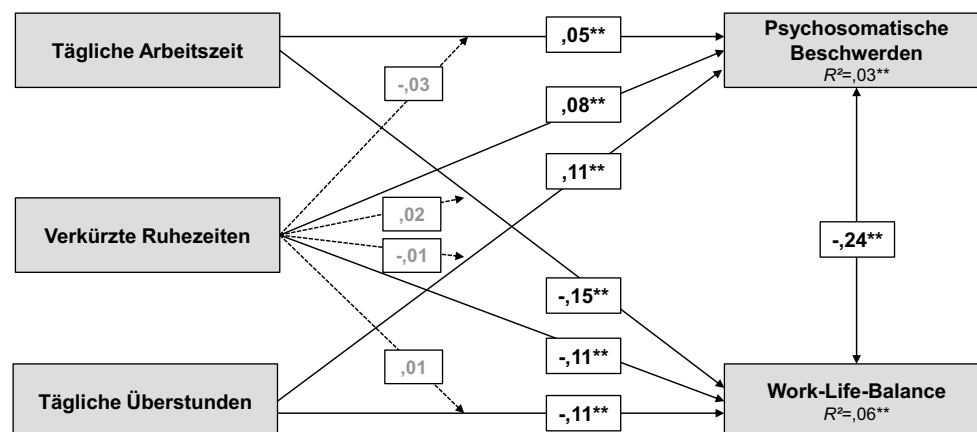 Tägliche Arbeitszeit
,05**
Psychosomatische
Beschwerden
R²=,03**
-,03
,08**
,11**
,02
Verkürzte Ruhezeiten
-,01
-,24**
-,15**
-,11**
,01
Tägliche Überstunden
-,11**
Work-Life-Balance
R²=,06**